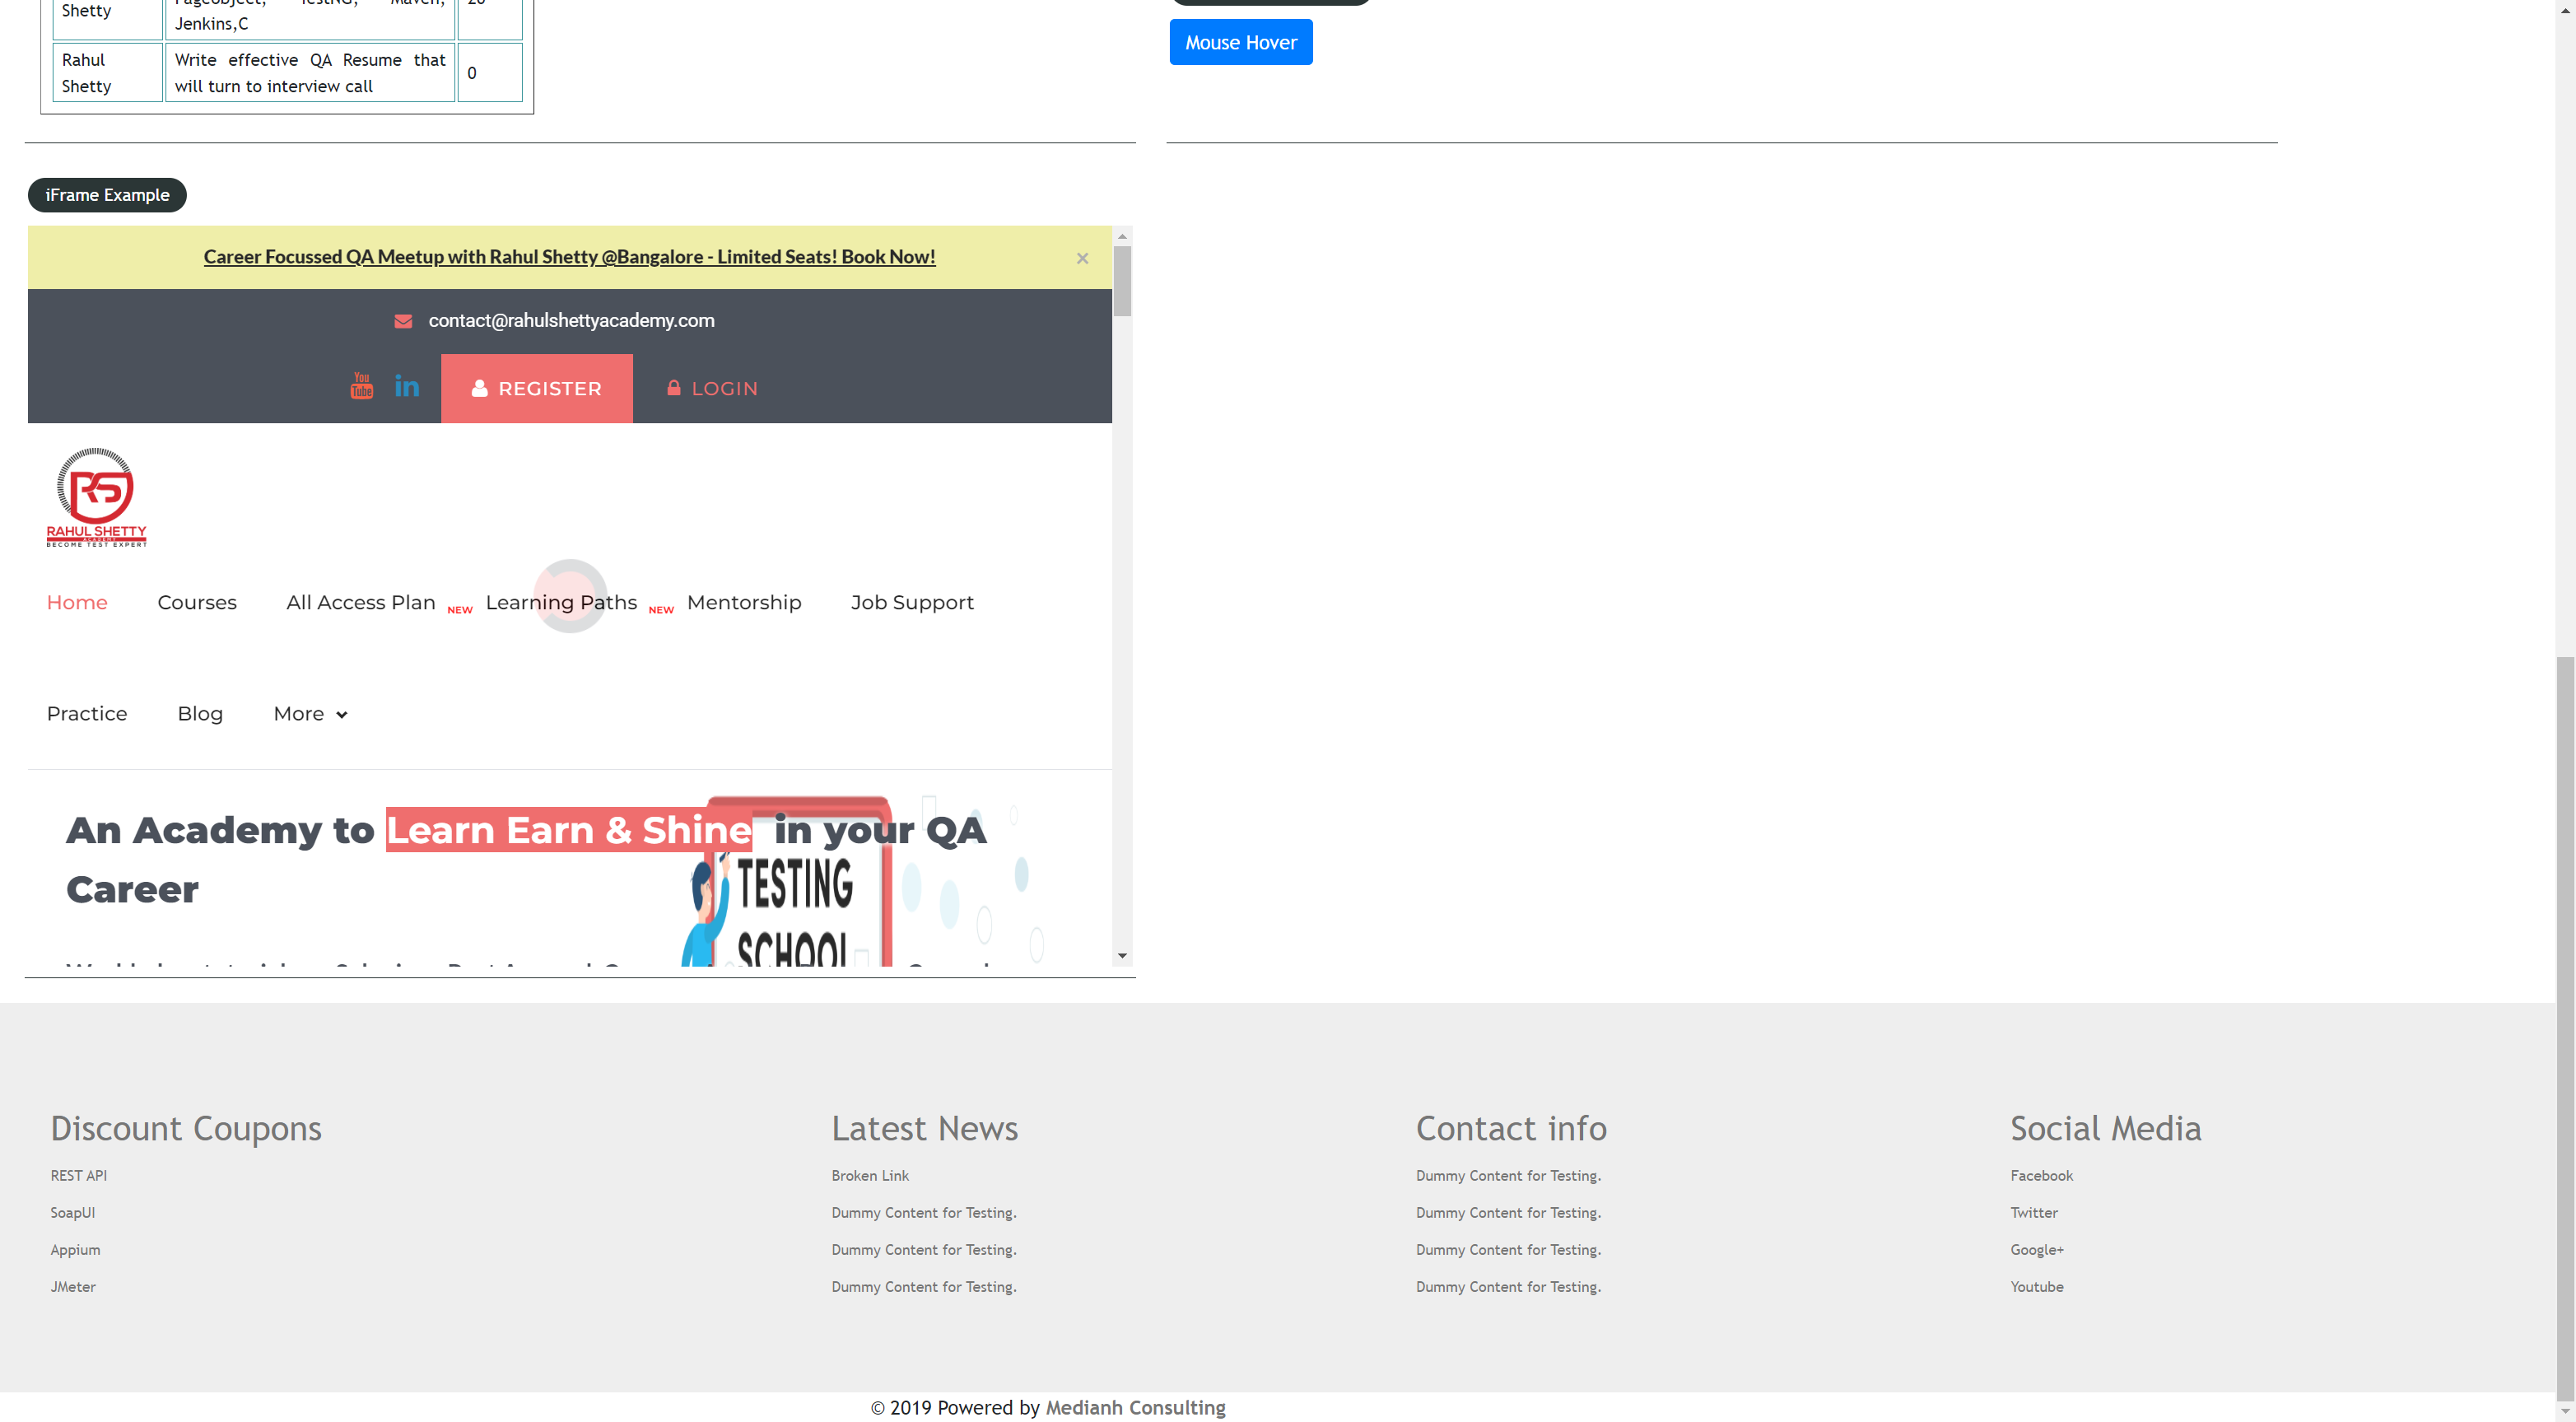 Shetty
Jenkins,C
Mouse Hover
Rahul
Shetty
Write effective QA Resume that
will turn to interview call
0
iFrame Example
Career Focussed QA Meetup with Rahul Shetty @Bangalore - Limited Seats! Book Now!
×
contact@rahulshettyacademy.com
You
Tube
in
REGISTER
LOGIN
RS
RAHUL SHETTY
ACADEMY
BECOME TEST EXPERT
Home
Courses
All Access Plan NEW
Learning Paths NEW
Mentorship
Job Support
Practice
Blog
More
An Academy to Learn Earn & Shine in your QA
Career
TESTING
SCHOOL
Discount Coupons
REST API
SoapUI
Appium
JMeter
Latest News
Broken Link
Dummy Content for Testing.
Dummy Content for Testing.
Dummy Content for Testing.
Contact info
Dummy Content for Testing.
Dummy Content for Testing.
Dummy Content for Testing.
Dummy Content for Testing.
Social Media
Facebook
Twitter
Google+
Youtube
© 2019 Powered by Medianh Consulting